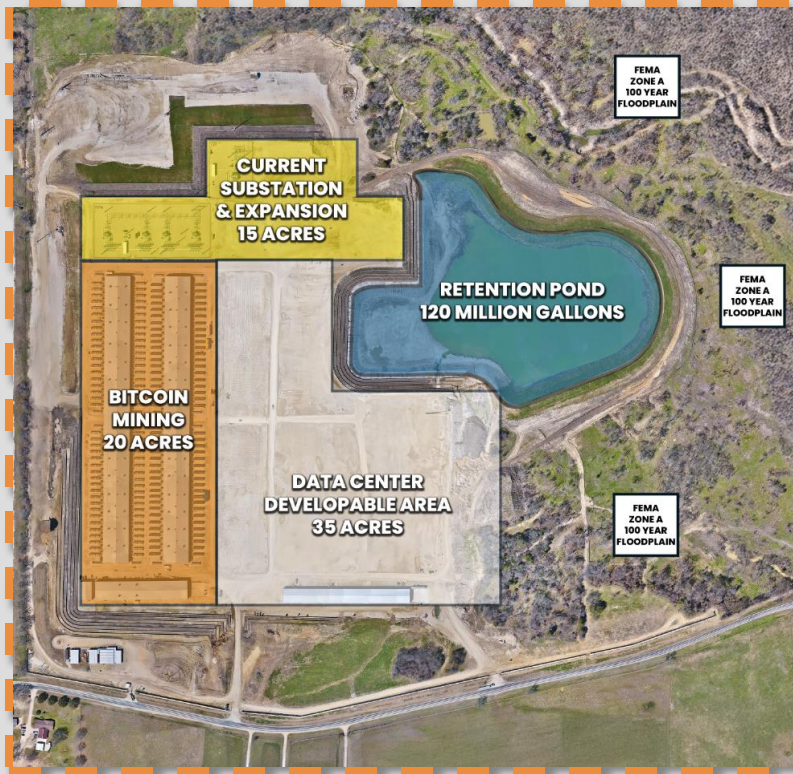 FEMA
ZONE A
100 YEAR
FLOODPLAIN
CURRENT
SUBSTATION
& EXPANSION
15 ACRES
RETENTION POND
120 MILLION GALLONS
FEMA
ZONE A
100 YEAR
FLOODPLAIN
BITCOIN
MINING
20 ACRES
DATA CENTER
DEVELOPABLE AREA
35 ACRES
FEMA
ZONE A
100 YEAR
FLOODPLAIN